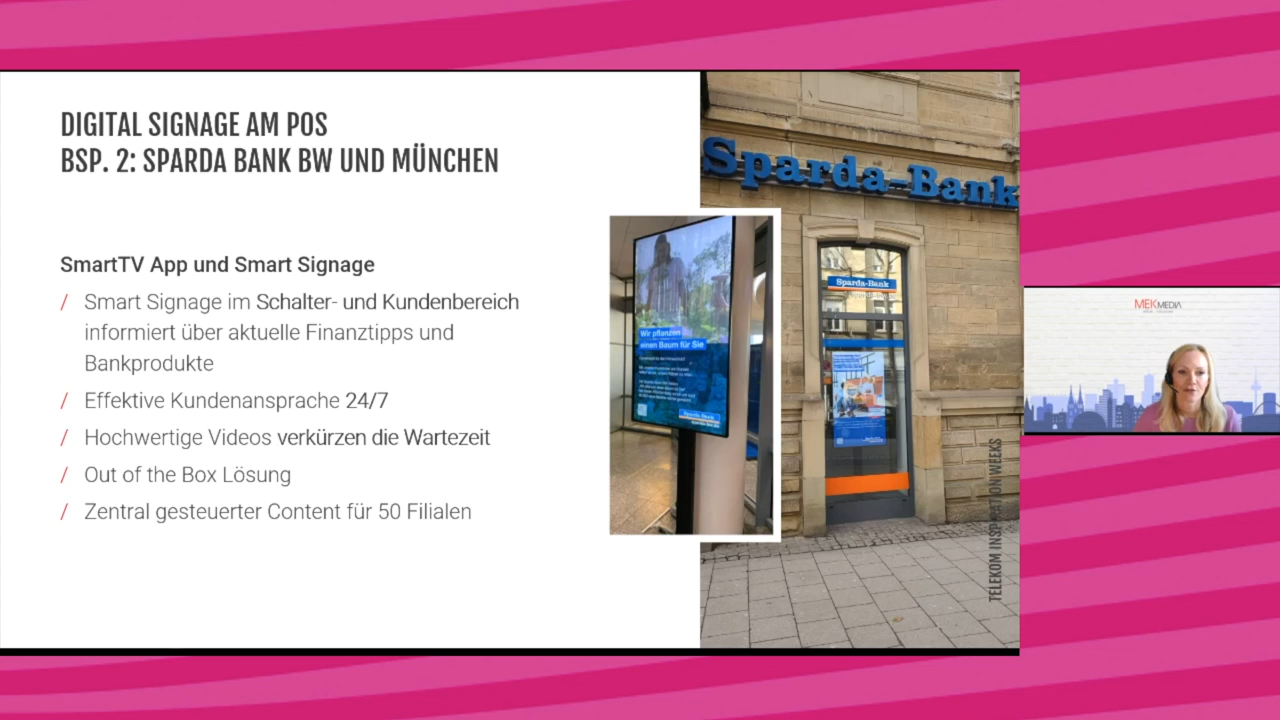 DIGITAL SIGNAGE AM POS
BSP. 2: SPARDA BANK BW UND MÜNCHEN
SmartTV App und Smart Signage
/ Smart Signage im Schalter- und Kundenbereich
informiert über aktuelle Finanztipps und
Bankprodukte
/ Effektive Kundenansprache 24/7
/ Hochwertige Videos verkürzen die Wartezeit
/ Out of the Box Lösung
/ Zentral gesteuerter Content für 50 Filialen
Wir pflanzen
einen Baum für Sie
Sparda-Bank
Sparda-Bank
Sparda-Bank
TELEKOM INSPIRATION WEEKS
MEKMEDIA